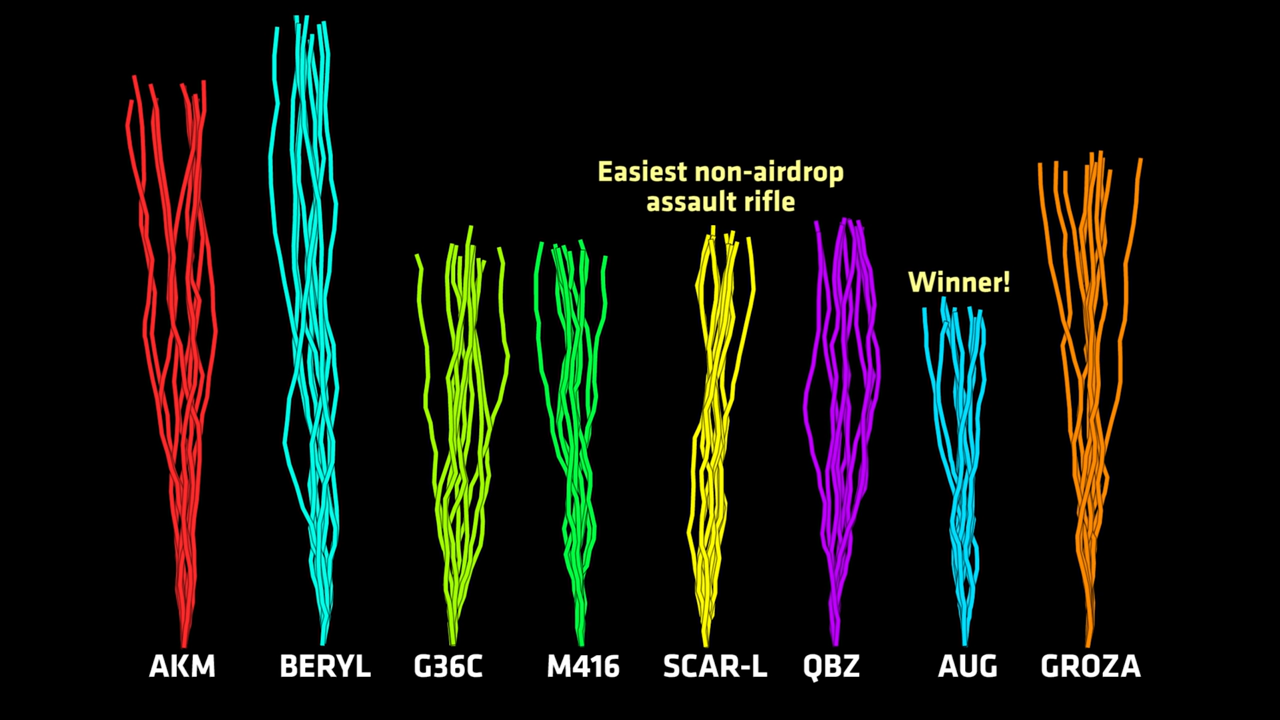 Easiest non-airdrop
assault rifle
Winner!
AKM
BERYL
G36C
M416
SCAR-L
QBZ
AUG
GROZA